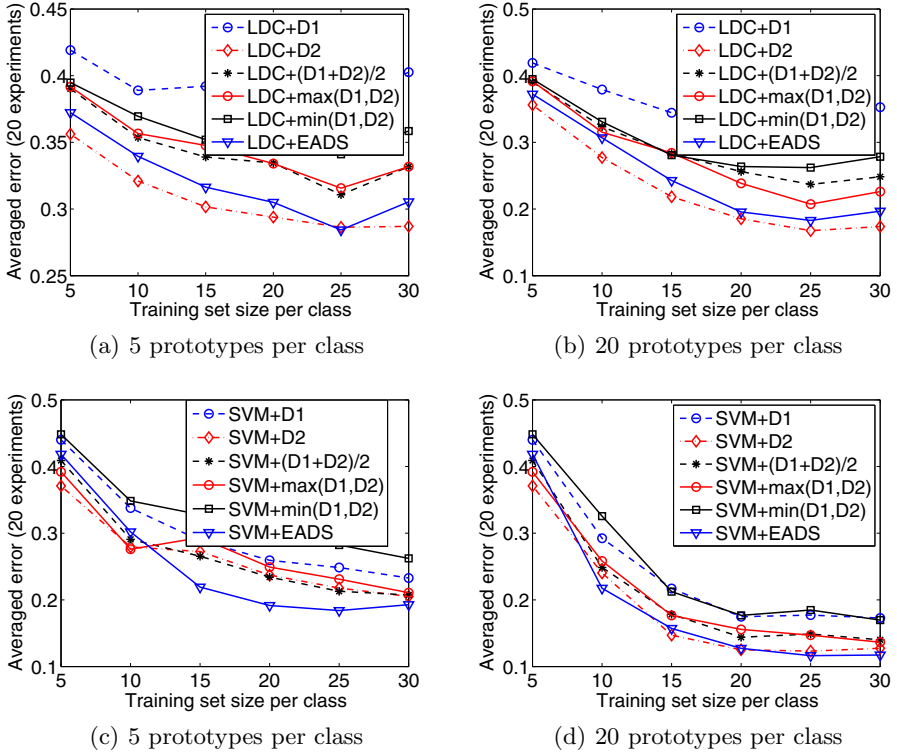 0.45
0.4
0.35
0.3
0.25
Averaged error (20 experiments)
5 10 15 20 25 30
Training set size per class
LDC+D1
LDC+D2
LDC+(D1+D2)/2
LDC+max(D1,D2)
LDC+min(D1,D2)
LDC+EADS
(a) 5 prototypes per class
0.5
0.4
0.3
0.2
0.1
Averaged error (20 experiments)
5 10 15 20 25 30
Training set size per class
LDC+D1
LDC+D2
LDC+(D1+D2)/2
LDC+max(D1,D2)
LDC+min(D1,D2)
LDC+EADS
(b) 20 prototypes per class
0.5
0.4
0.3
0.2
0.1
Averaged error (20 experiments)
5 10 15 20 25 30
Training set size per class
SVM+D1
SVM+D2
SVM+(D1+D2)/2
SVM+max(D1,D2)
SVM+min(D1,D2)
SVM+EADS
(c) 5 prototypes per class
0.5
0.4
0.3
0.2
0.1
Averaged error (20 experiments)
5 10 15 20 25 30
Training set size per class
SVM+D1
SVM+D2
SVM+(D1+D2)/2
SVM+max(D1,D2)
SVM+min(D1,D2)
SVM+EADS
(d) 20 prototypes per class